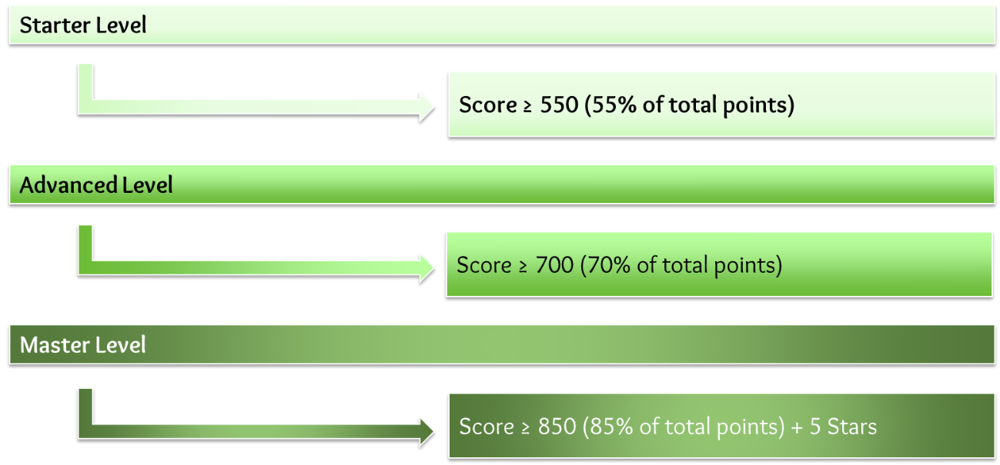 Starter Level
Score ≥ 550 (55% of total points)
Advanced Level
Score ≥ 700 (70% of total points)
Master Level
Score ≥ 850 (85% of total points) + 5 Stars